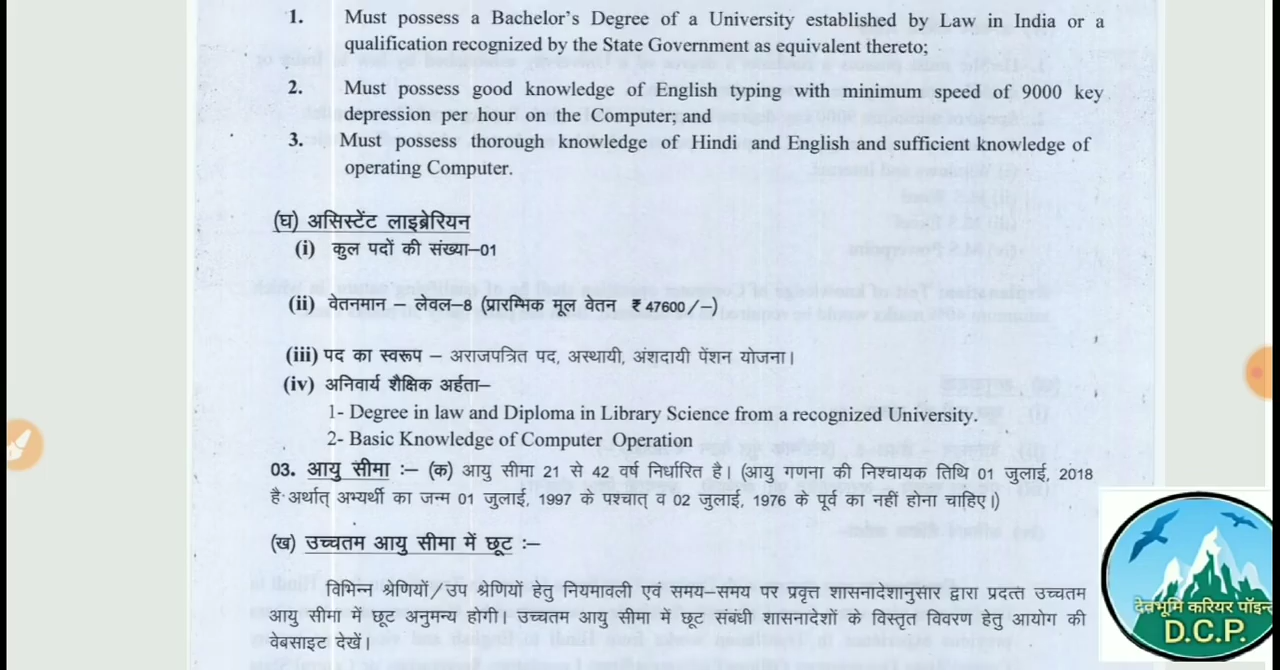 1. Must possess a Bachelor's Degree of a University established by Law in India or a
qualification recognized by the State Government as equivalent thereto;
2. Must possess good knowledge of English typing with minimum speed of 9000 key
depression per hour on the Computer; and
3. Must possess thorough knowledge of Hindi and English and sufficient knowledge of
operating Computer.
(घ) असिस्टेंट लाइब्रेरियन
(i) कुल पदों की संख्या–01
(ii) वेतनमान – लेवल–8 (प्रारम्भिक मूल वेतन ₹ 47600/–)
(iii) पद का स्वरूप – अराजपत्रित पद, अस्थायी, अंशदायी पेंशन योजना।
(iv) अनिवार्य शैक्षिक अर्हता–
1- Degree in law and Diploma in Library Science from a recognized University.
2- Basic Knowledge of Computer Operation
03. आयु सीमा :– (क) आयु सीमा 21 से 42 वर्ष निर्धारित है। (आयु गणना की निश्चायक तिथि 01 जुलाई, 2018
है अर्थात् अभ्यर्थी का जन्म 01 जुलाई, 1997 के पश्चात् व 02 जुलाई, 1976 के पूर्व का नहीं होना चाहिए।)
(ख) उच्चतम आयु सीमा में छूट :–
विभिन्न श्रेणियों/उप श्रेणियों हेतु नियमावली एवं समय–समय पर प्रवृत्त शासनादेशानुसार द्वारा प्रदत्त उच्चतम
आयु सीमा में छूट अनुमन्य होगी। उच्चतम आयु सीमा में छूट संबंधी शासनादेशों के विस्तृत विवरण हेतु आयोग की
वेबसाइट देखें।
देवभूमि करियर पॉइन्ट
D.C.P.